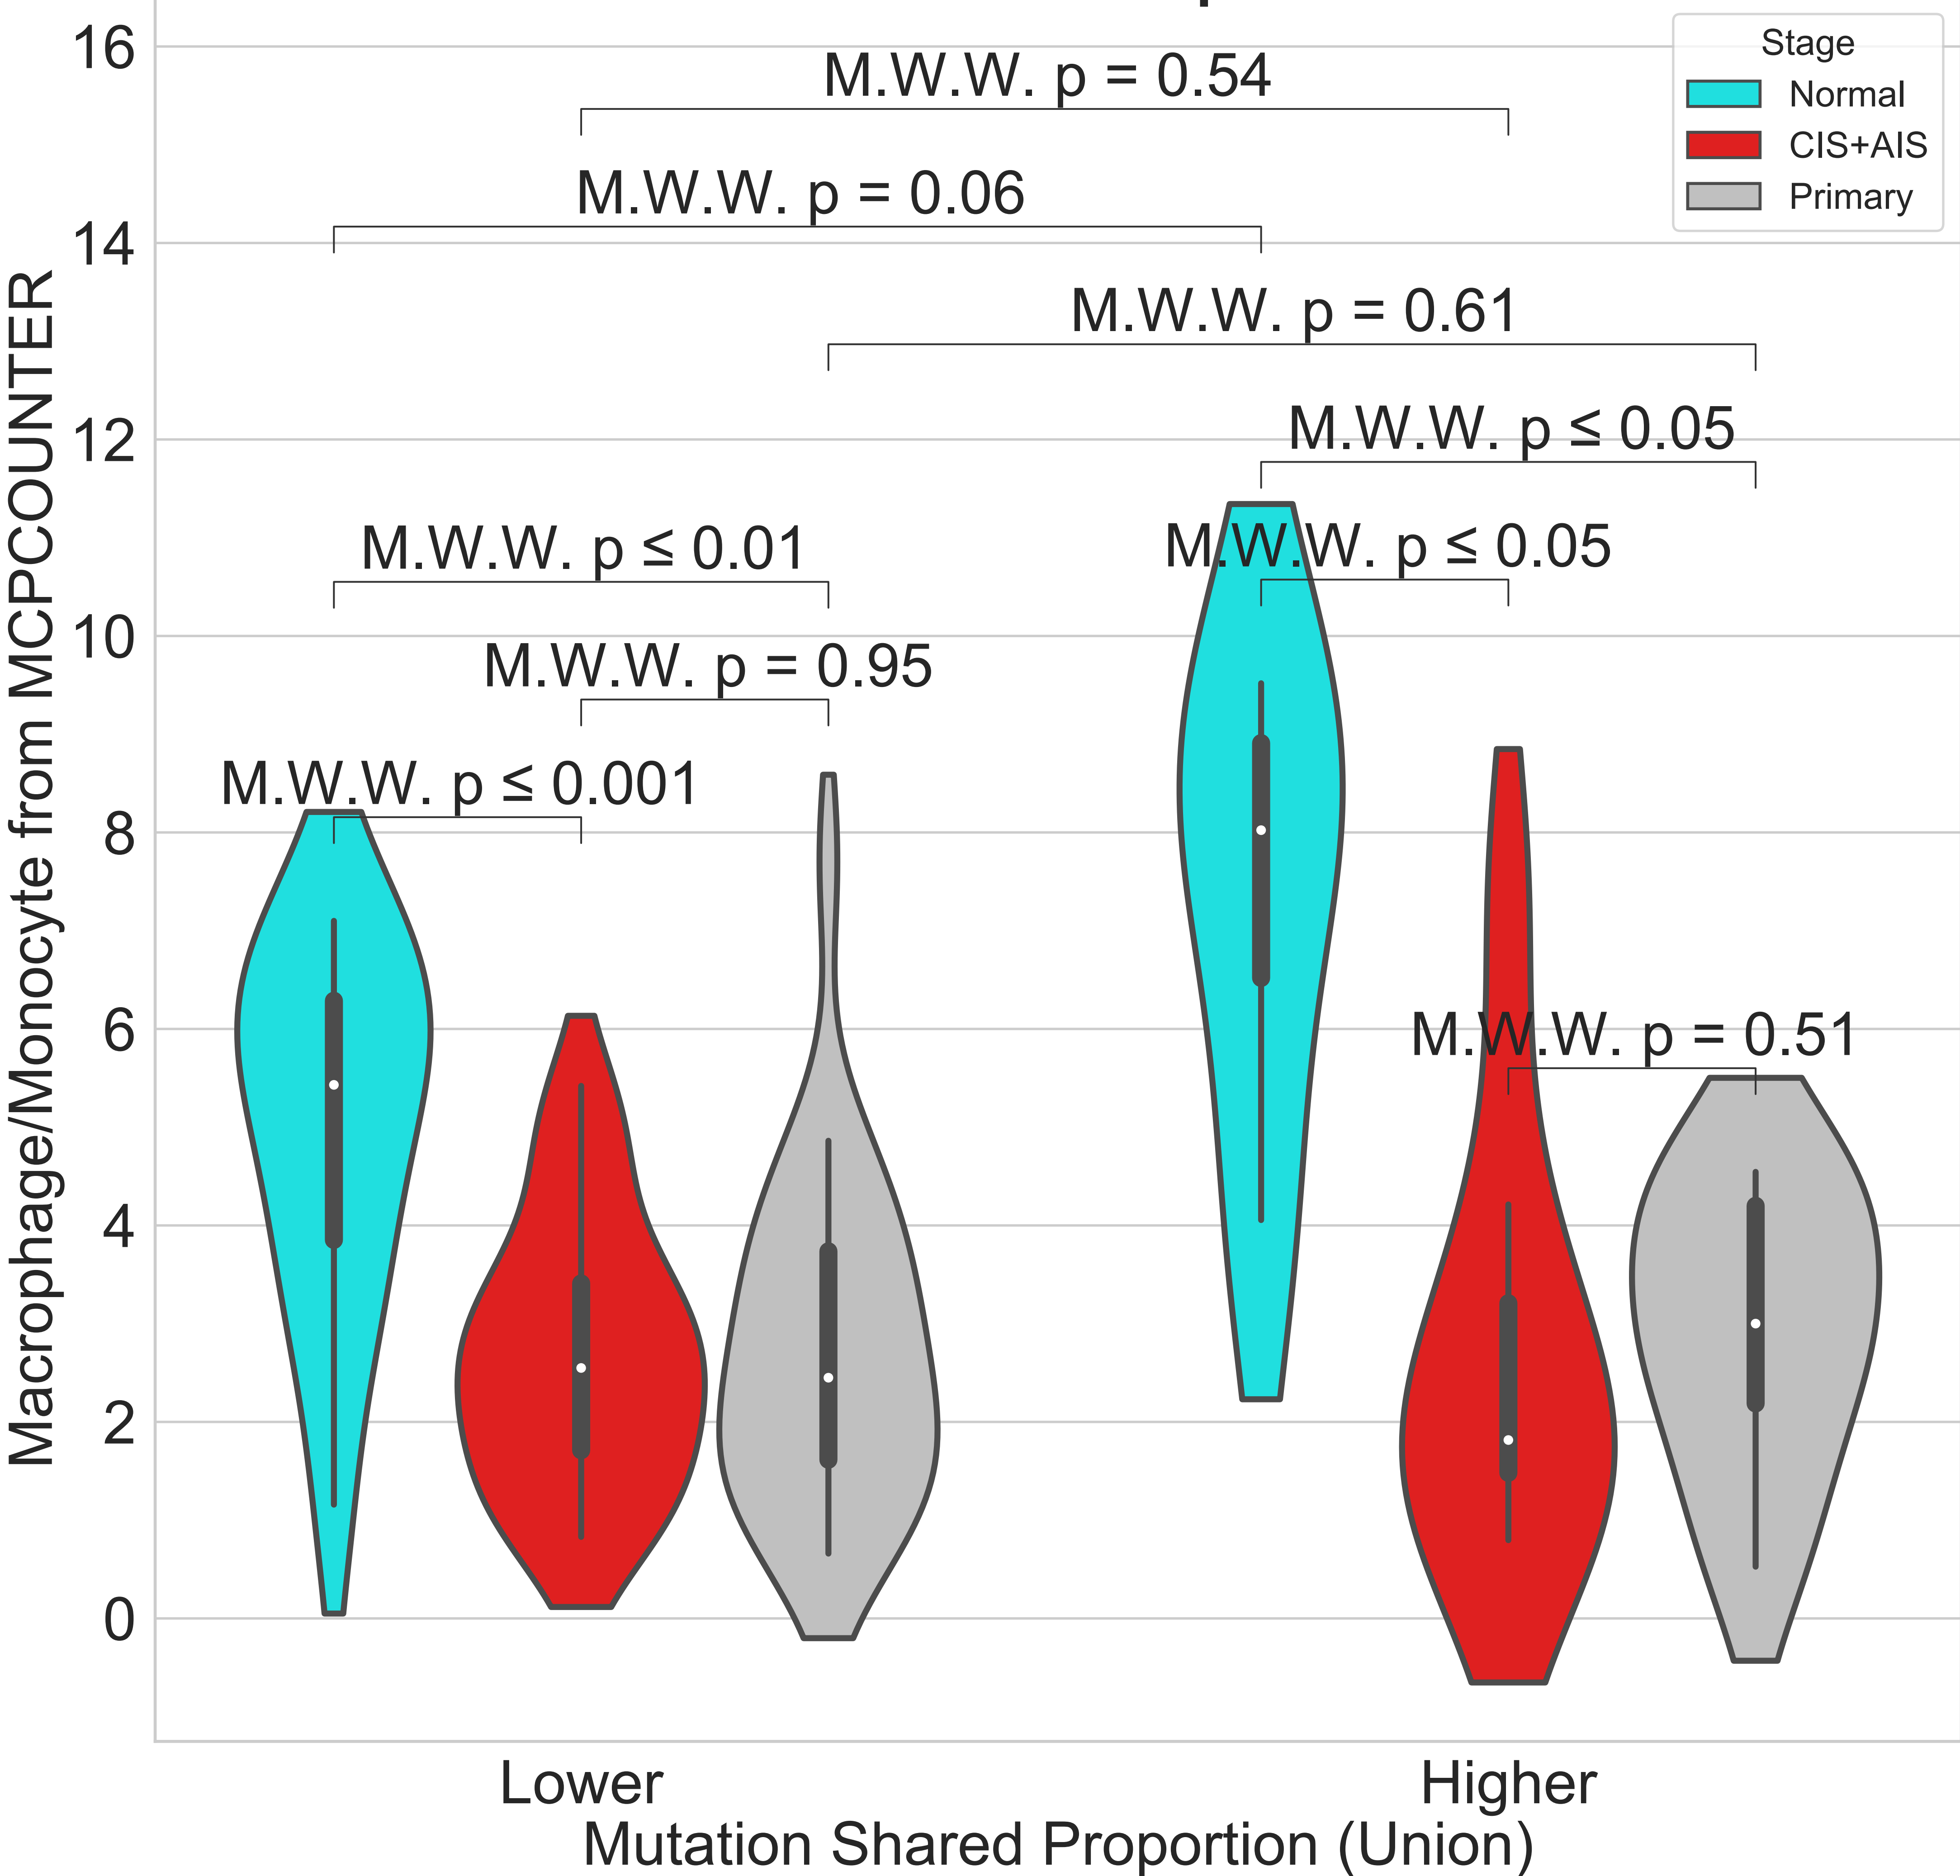 Stage
Normal
CIS+AIS
Primary
M.W.W. p = 0.54
M.W.W. p = 0.06
M.W.W. p = 0.61
M.W.W. p ≤ 0.05
M.W.W. p ≤ 0.01
M.W.W. p ≤ 0.05
M.W.W. p = 0.95
M.W.W. p ≤ 0.001
M.W.W. p = 0.51
Macrophage/Monocyte from MCPCOUNTER
16
14
12
10
8
6
4
2
0
Lower
Higher
Mutation Shared Proportion (Union)